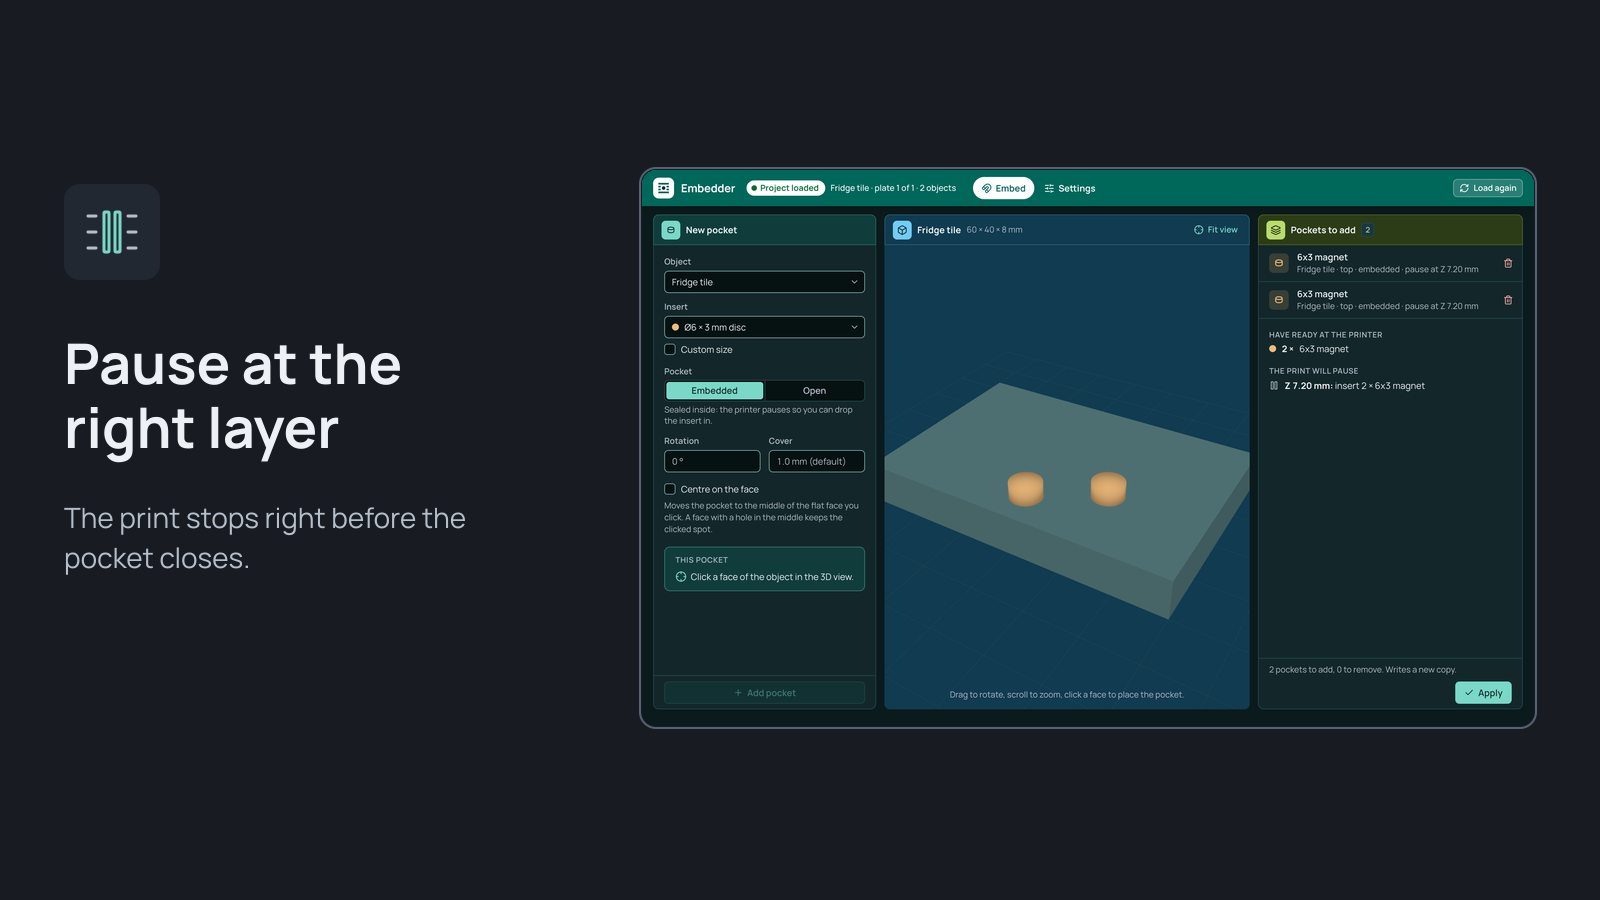 Pause at the
right layer
The print stops right before the
pocket closes.
Embedder
Project loaded
Fridge tile · plate 1 of 1 · 2 objects
Embed
Settings
Load again
New pocket
Object
Fridge tile
Insert
Ø6 × 3 mm disc
Custom size
Pocket
Embedded
Open
Sealed inside: the printer pauses so you can drop
the insert in.
Rotation
Cover
0 °
1.0 mm (default)
Centre on the face
Moves the pocket to the middle of the flat face you
click. A face with a hole in the middle keeps the
clicked spot.
THIS POCKET
Click a face of the object in the 3D view.
+ Add pocket
Fridge tile 60 × 40 × 8 mm
Fit view
Drag to rotate, scroll to zoom, click a face to place the pocket.
Pockets to add 2
6x3 magnet
Fridge tile · top · embedded · pause at Z 7.20 mm
6x3 magnet
Fridge tile · top · embedded · pause at Z 7.20 mm
HAVE READY AT THE PRINTER
2 × 6x3 magnet
THE PRINT WILL PAUSE
Z 7.20 mm: insert 2 × 6x3 magnet
2 pockets to add, 0 to remove. Writes a new copy.
Apply